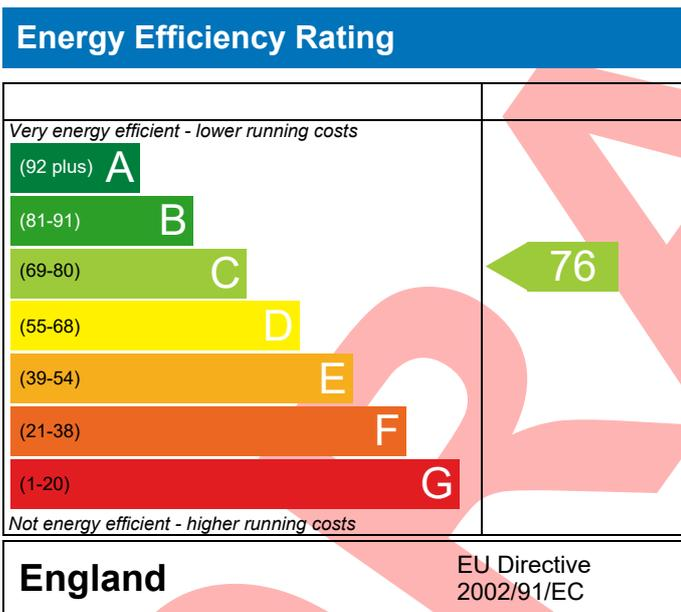 Energy Efficiency Rating
Very energy efficient - lower running costs
(92 plus) A
(81-91) B
(69-80) C
76
(55-68) D
(39-54) E
(21-38) F
(1-20) G
Not energy efficient - higher running costs
England
EU Directive
2002/91/EC